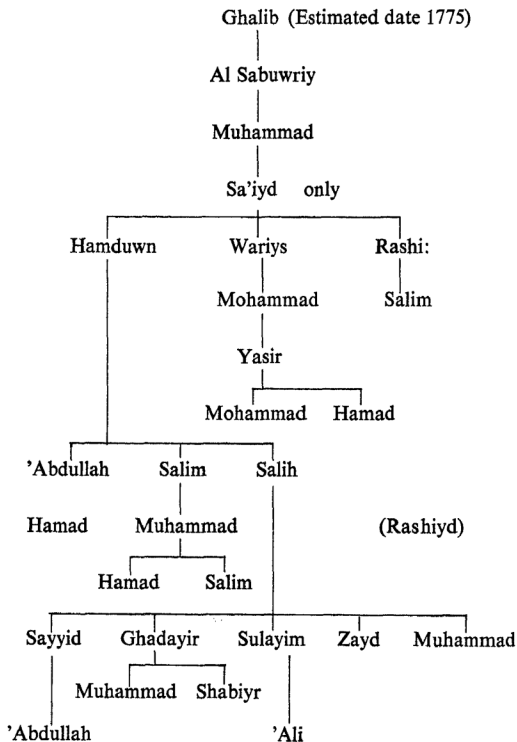 Ghalib (Estimated date 1775)
Al Sabuwriy
Muhammad
Sa'iyd only
Hamduwn Wariys Rashi:
Mohammad Salim
Yasir
Mohammad Hamad
'Abdullah Salim Salih
Hamad Muhammad (Rashiyd)
Hamad Salim
Sayyid Ghadayir Sulayim Zayd Muhammad
Muhammad Shabiyr
'Abdullah 'Ali